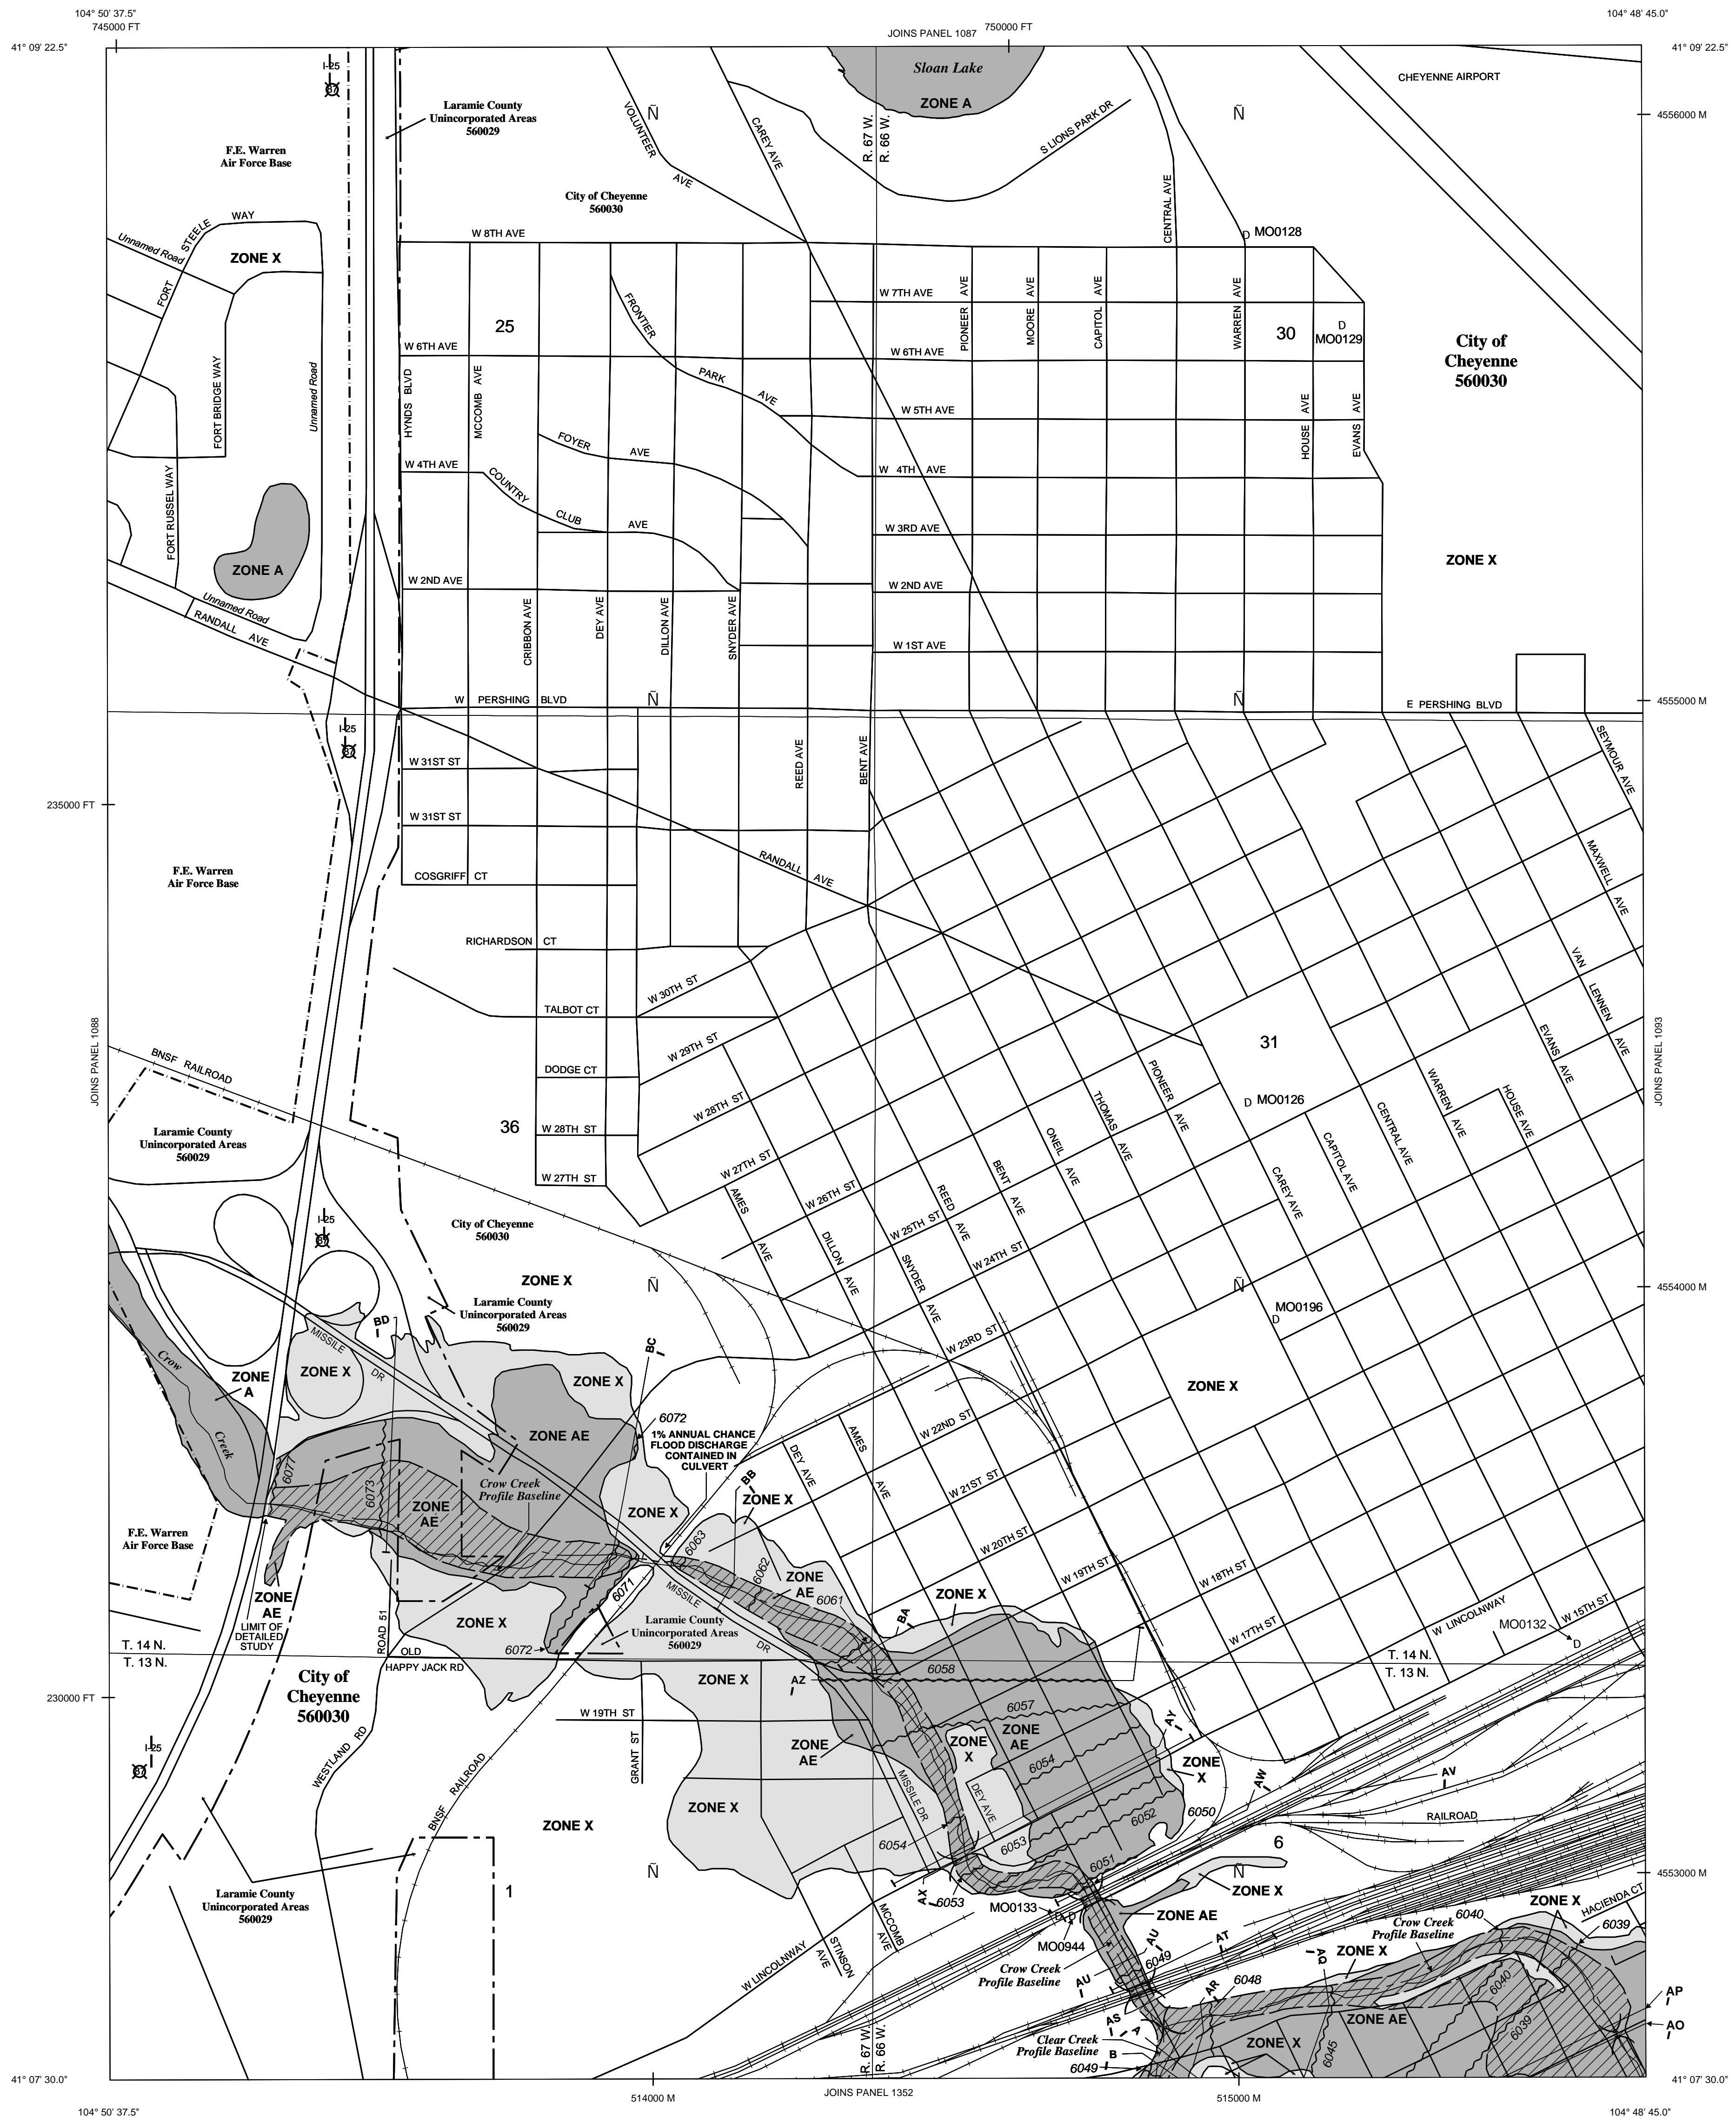 104° 50' 37.5"
745000 FT
750000 FT
104° 48' 45.0"
JOINS PANEL 1087
41° 09' 22.5"
41° 09' 22.5"
I-25
87
Sloan Lake
ZONE A
CHEYENNE AIRPORT
Laramie County
Unincorporated Areas
560029
VOLUNTEER
AVE
CAREY AVE
R. 67 W.
R. 66 W.
S LIONS PARK DR
Ñ
Ñ
4556000 M
F.E. Warren
Air Force Base
City of Cheyenne
560030
CENTRAL AVE
WAY
STEELE
FORT
Unnamed Road
ZONE X
W 8TH AVE
D MO0128
W 7TH AVE
PIONEER AVE
MOORE AVE
CAPITOL AVE
WARREN AVE
FRONTIER
PARK
AVE
25
30
D
MO0129
City of
Cheyenne
560030
W 6TH AVE
W 6TH AVE
FORT BRIDGE WAY
Unnamed Road
HYNDS BLVD
MCCOMB AVE
W 5TH AVE
HOUSE AVE
EVANS AVE
FOYER AVE
W 4TH AVE
W 4TH AVE
COUNTRY
CLUB AVE
FORT RUSSEL WAY
W 3RD AVE
ZONE X
ZONE A
W 2ND AVE
W 2ND AVE
Unnamed Road
RANDALL AVE
CRIBBON AVE
DEY AVE
DILLON AVE
SNYDER AVE
W 1ST AVE
W PERSHING BLVD
Ñ
Ñ
E PERSHING BLVD
4555000 M
I-25
87
W 31ST ST
REED AVE
BENT AVE
SEYMOUR AVE
235000 FT
W 31ST ST
F.E. Warren
Air Force Base
COSGRIFF CT
RANDALL AVE
MAXWELL AVE
RICHARDSON CT
W 30TH ST
VAN LENNEN AVE
TALBOT CT
JOINS PANEL 1088
BNSF RAILROAD
W 29TH ST
31
EVANS AVE
JOINS PANEL 1093
DODGE CT
W 28TH ST
PIONEER AVE
THOMAS AVE
D MO0126
WARREN AVE
HOUSE AVE
Laramie County
Unincorporated Areas
560029
36
W 28TH ST
ONEIL AVE
CAPITOL AVE
CENTRAL AVE
W 27TH ST
W 27TH ST
BENT AVE
CAREY AVE
AMES AVE
W 26TH ST
REED AVE
W 25TH ST
I-25
87
City of Cheyenne
560030
DILLON AVE
SNYDER AVE
W 24TH ST
ZONE X
Ñ
Ñ
4554000 M
Laramie County
Unincorporated Areas
560029
MO0196
D
BD
MISSILE
DR
BC
W 23RD ST
Crow
Creek
ZONE
A
ZONE X
ZONE X
ZONE X
6072
1% ANNUAL CHANCE
FLOOD DISCHARGE
CONTAINED IN
CULVERT
ZONE AE
W 22ND ST
AMES AVE
DEY AVE
6077
6073
Crow Creek
Profile Baseline
BB
W 21ST ST
ZONE
AE
ZONE X
ZONE X
F.E. Warren
Air Force Base
6063
6062
W 20TH ST
6071
MISSILE
DR
ZONE
AE
6061
W 19TH ST
W 18TH ST
ZONE X
ZONE
AE
LIMIT OF
DETAILED
STUDY
ROAD 51
ZONE X
Laramie County
Unincorporated Areas
560029
BA
W 17TH ST
W LINCOLNWAY
MO0132
D
W 15TH ST
T. 14 N.
T. 13 N.
6072
OLD
HAPPY JACK RD
T. 14 N.
T. 13 N.
City of
Cheyenne
560030
ZONE X
AZ
6058
230000 FT
W 19TH ST
6057
AY
I-25
87
WESTLAND RD
BNSF RAILROAD
GRANT ST
ZONE
AE
ZONE
X
ZONE
AE
6054
ZONE
X
AW
AV
MISSILE DR
DEY AVE
ZONE X
ZONE X
6052
6050
RAILROAD
6054
6053
6
6051
Laramie County
Unincorporated Areas
560029
1
Ñ
Ñ
4553000 M
AX
6053
MO0133
D
D
MO0944
ZONE X
ZONE AE
ZONE X
HACIENDA CT
MCCOMB AVE
STINSON AVE
W LINCOLNWAY
Crow Creek
Profile Baseline
AU
AU
6049
AT
AQ
ZONE X
Crow Creek
Profile Baseline
6040
6039
AR
6048
6040
AP
AS
A
Clear Creek
Profile Baseline
B
6049
ZONE X
6045
ZONE AE
6039
AO
R. 67 W.
R. 66 W.
41° 07' 30.0"
41° 07' 30.0"
514000 M
JOINS PANEL 1352
515000 M
104° 50' 37.5"
104° 48' 45.0"